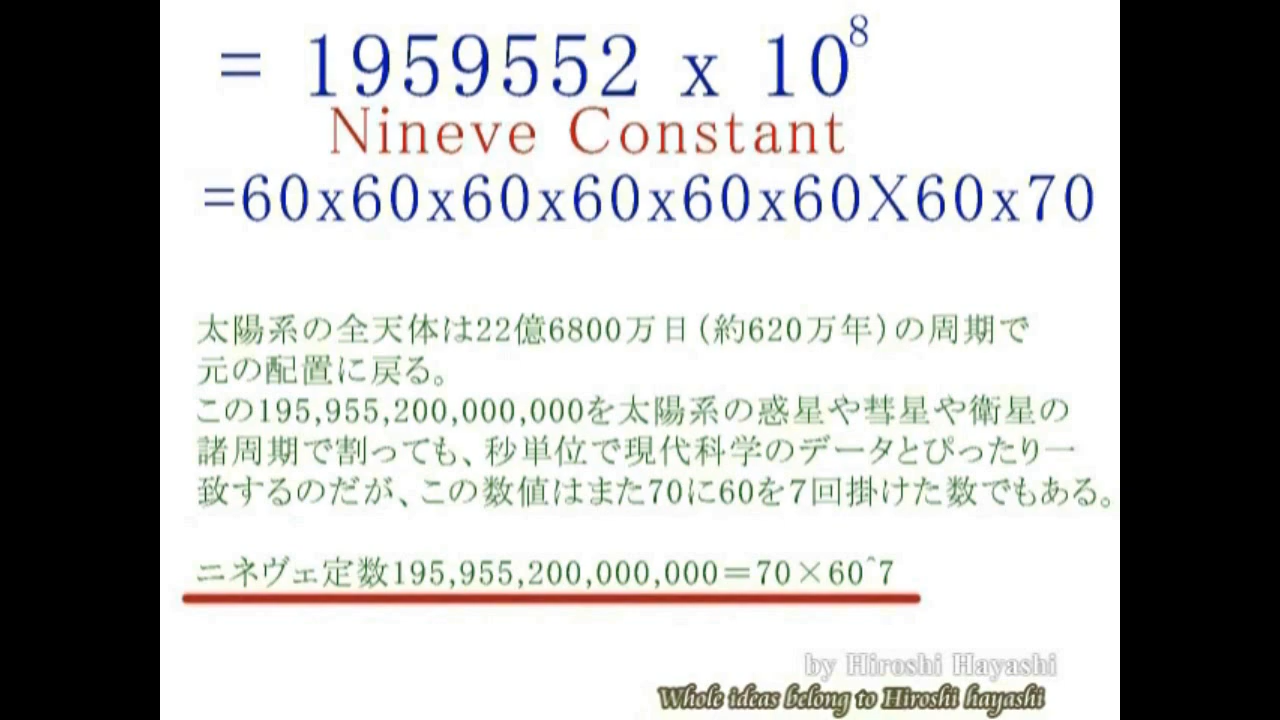 = 1959552 x 10⁸
Nineve Constant
=60x60x60x60x60x60X60x70
太陽系の全天体は22億6800万日(約620万年)の周期で
元の配置に戻る。
この195,955,200,000,000を太陽系の惑星や彗星や衛星の
諸周期で割っても、秒単位で現代科学のデータとぴったり一
致するのだが、この数値はまた70に60を7回掛けた数でもある。
ニネヴェ定数195,955,200,000,000＝70×60^7
by Hiroshi Hayashi
Whole ideas belong to Hiroshi hayashi